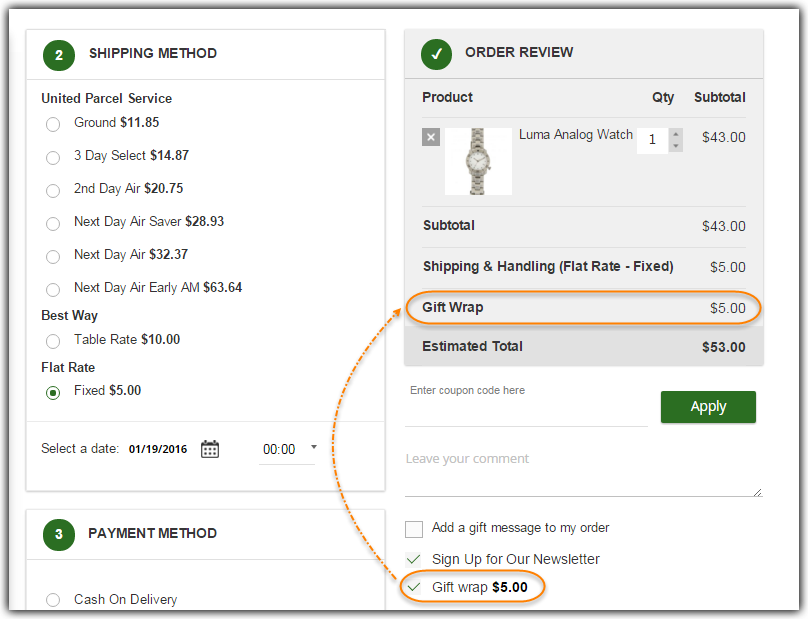 2 SHIPPING METHOD
United Parcel Service
Ground $11.85
3 Day Select $14.87
2nd Day Air $20.75
Next Day Air Saver $28.93
Next Day Air $32.37
Next Day Air Early AM $63.64
Best Way
Table Rate $10.00
Flat Rate
Fixed $5.00
Select a date: 01/19/2016 00:00
3 PAYMENT METHOD
Cash On Delivery
ORDER REVIEW
Product Qty Subtotal
Luma Analog Watch 1 $43.00
Subtotal $43.00
Shipping & Handling (Flat Rate - Fixed) $5.00
Gift Wrap $5.00
Estimated Total $53.00
Enter coupon code here
Apply
Leave your comment
Add a gift message to my order
Sign Up for Our Newsletter
Gift wrap $5.00